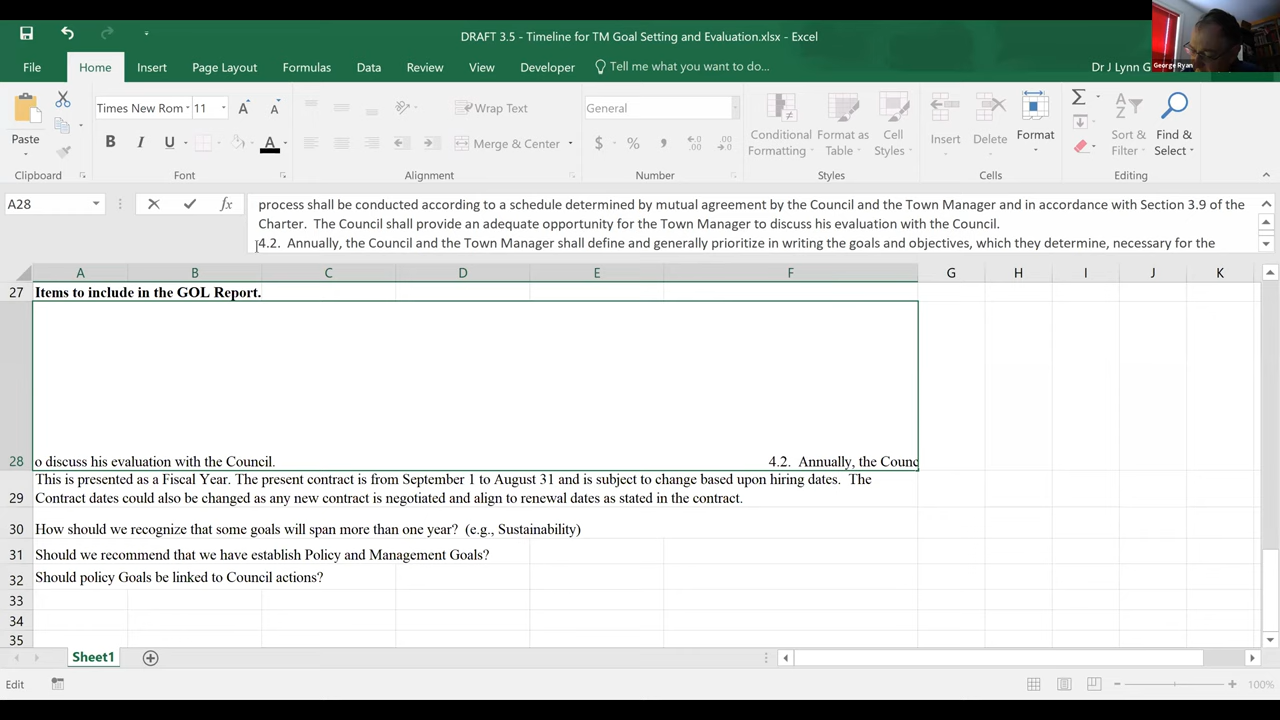 DRAFT 3.5 - Timeline for TM Goal Setting and Evaluation.xlsx - Excel
George Ryan
File Home Insert Page Layout Formulas Data Review View Developer Tell me what you want to do... Dr J Lynn G
Times New Rom 11 A A Wrap Text General
Paste B I U A Merge & Center $ % Conditional Formatting Format as Table Cell Styles Insert Delete Format Sort & Filter Find & Select
Clipboard Font Alignment Number Styles Cells Editing
A28 fx process shall be conducted according to a schedule determined by mutual agreement by the Council and the Town Manager and in accordance with Section 3.9 of the
Charter. The Council shall provide an adequate opportunity for the Town Manager to discuss his evaluation with the Council.
4.2. Annually, the Council and the Town Manager shall define and generally prioritize in writing the goals and objectives, which they determine, necessary for the
A B C D E F G H I J K
27 Items to include in the GOL Report.
28 o discuss his evaluation with the Council. 4.2. Annually, the Counc
This is presented as a Fiscal Year. The present contract is from September 1 to August 31 and is subject to change based upon hiring dates. The
29 Contract dates could also be changed as any new contract is negotiated and align to renewal dates as stated in the contract.
30 How should we recognize that some goals will span more than one year? (e.g., Sustainability)
31 Should we recommend that we have establish Policy and Management Goals?
32 Should policy Goals be linked to Council actions?
33
34
35
Sheet1
Edit 100%